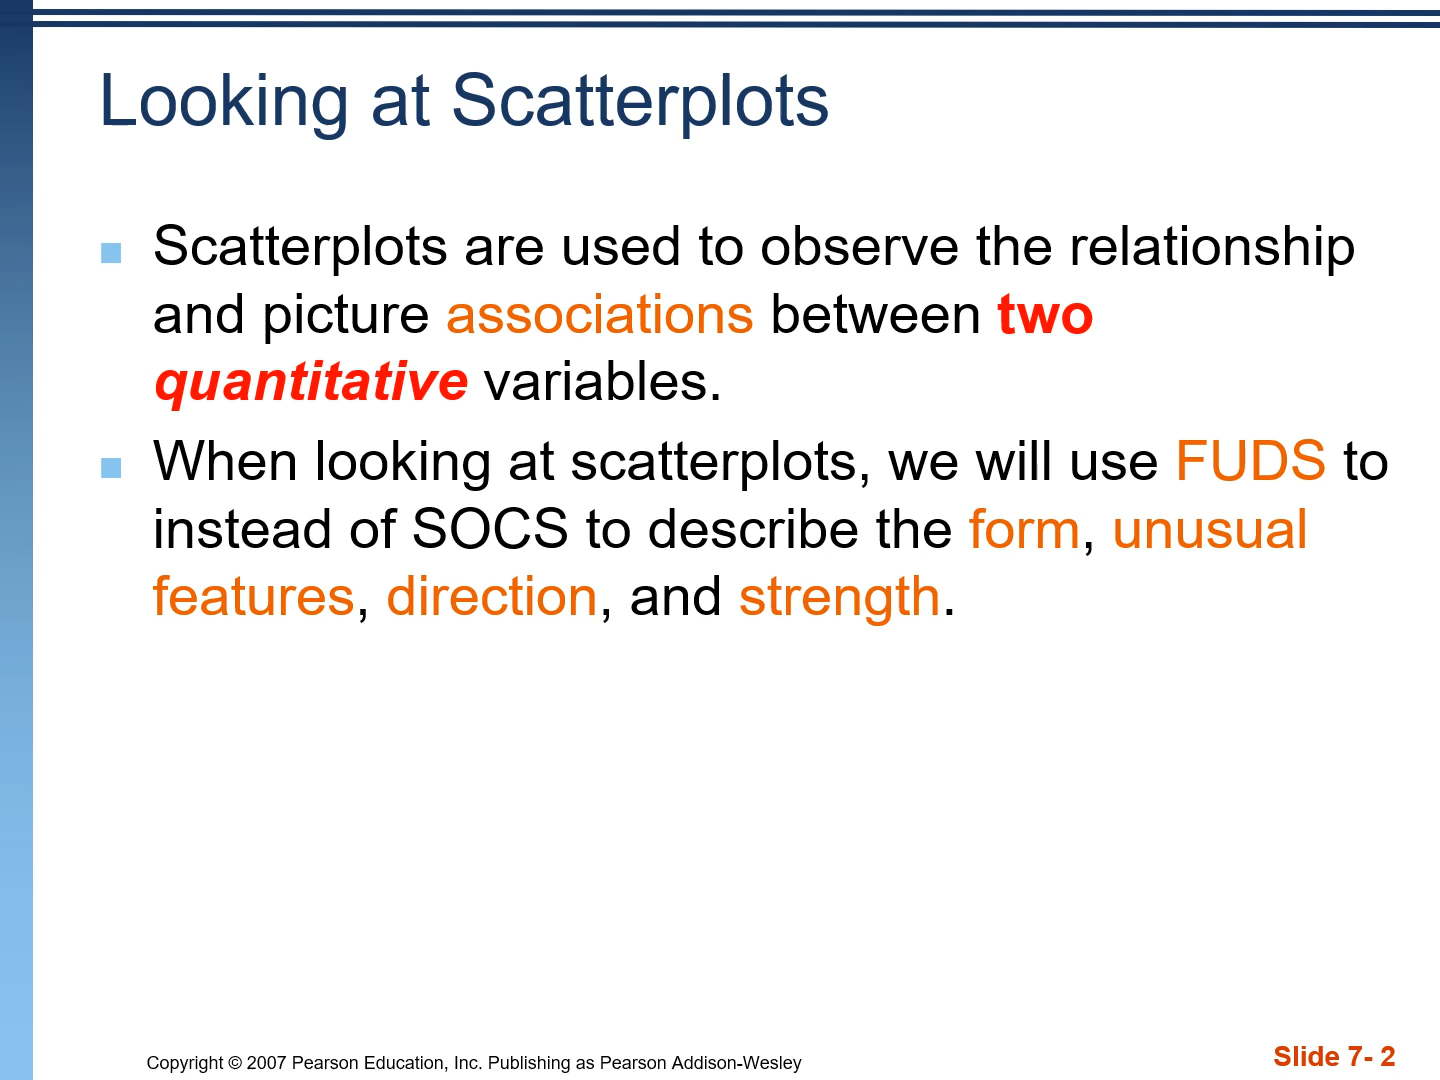 Looking at Scatterplots
Scatterplots are used to observe the relationship
and picture associations between two
quantitative variables.
When looking at scatterplots, we will use FUDS to
instead of SOCS to describe the form, unusual
features, direction, and strength.
Copyright © 2007 Pearson Education, Inc. Publishing as Pearson Addison-Wesley
Slide 7- 2